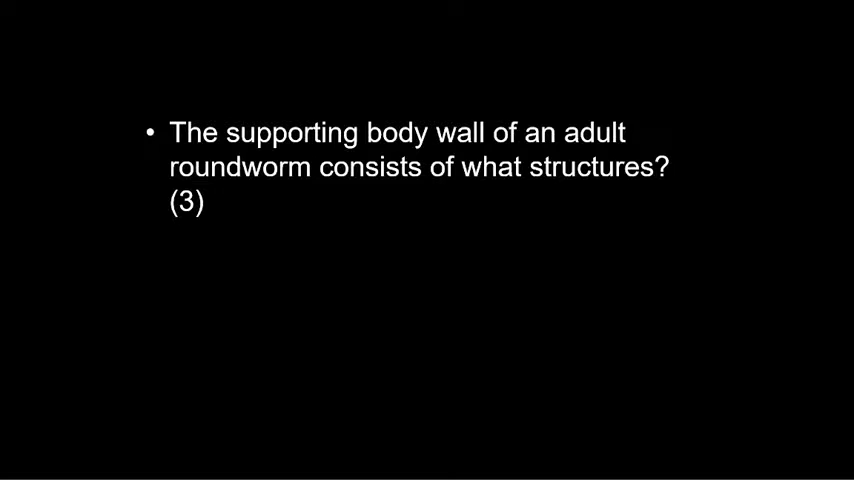 • The supporting body wall of an adult
roundworm consists of what structures?
(3)